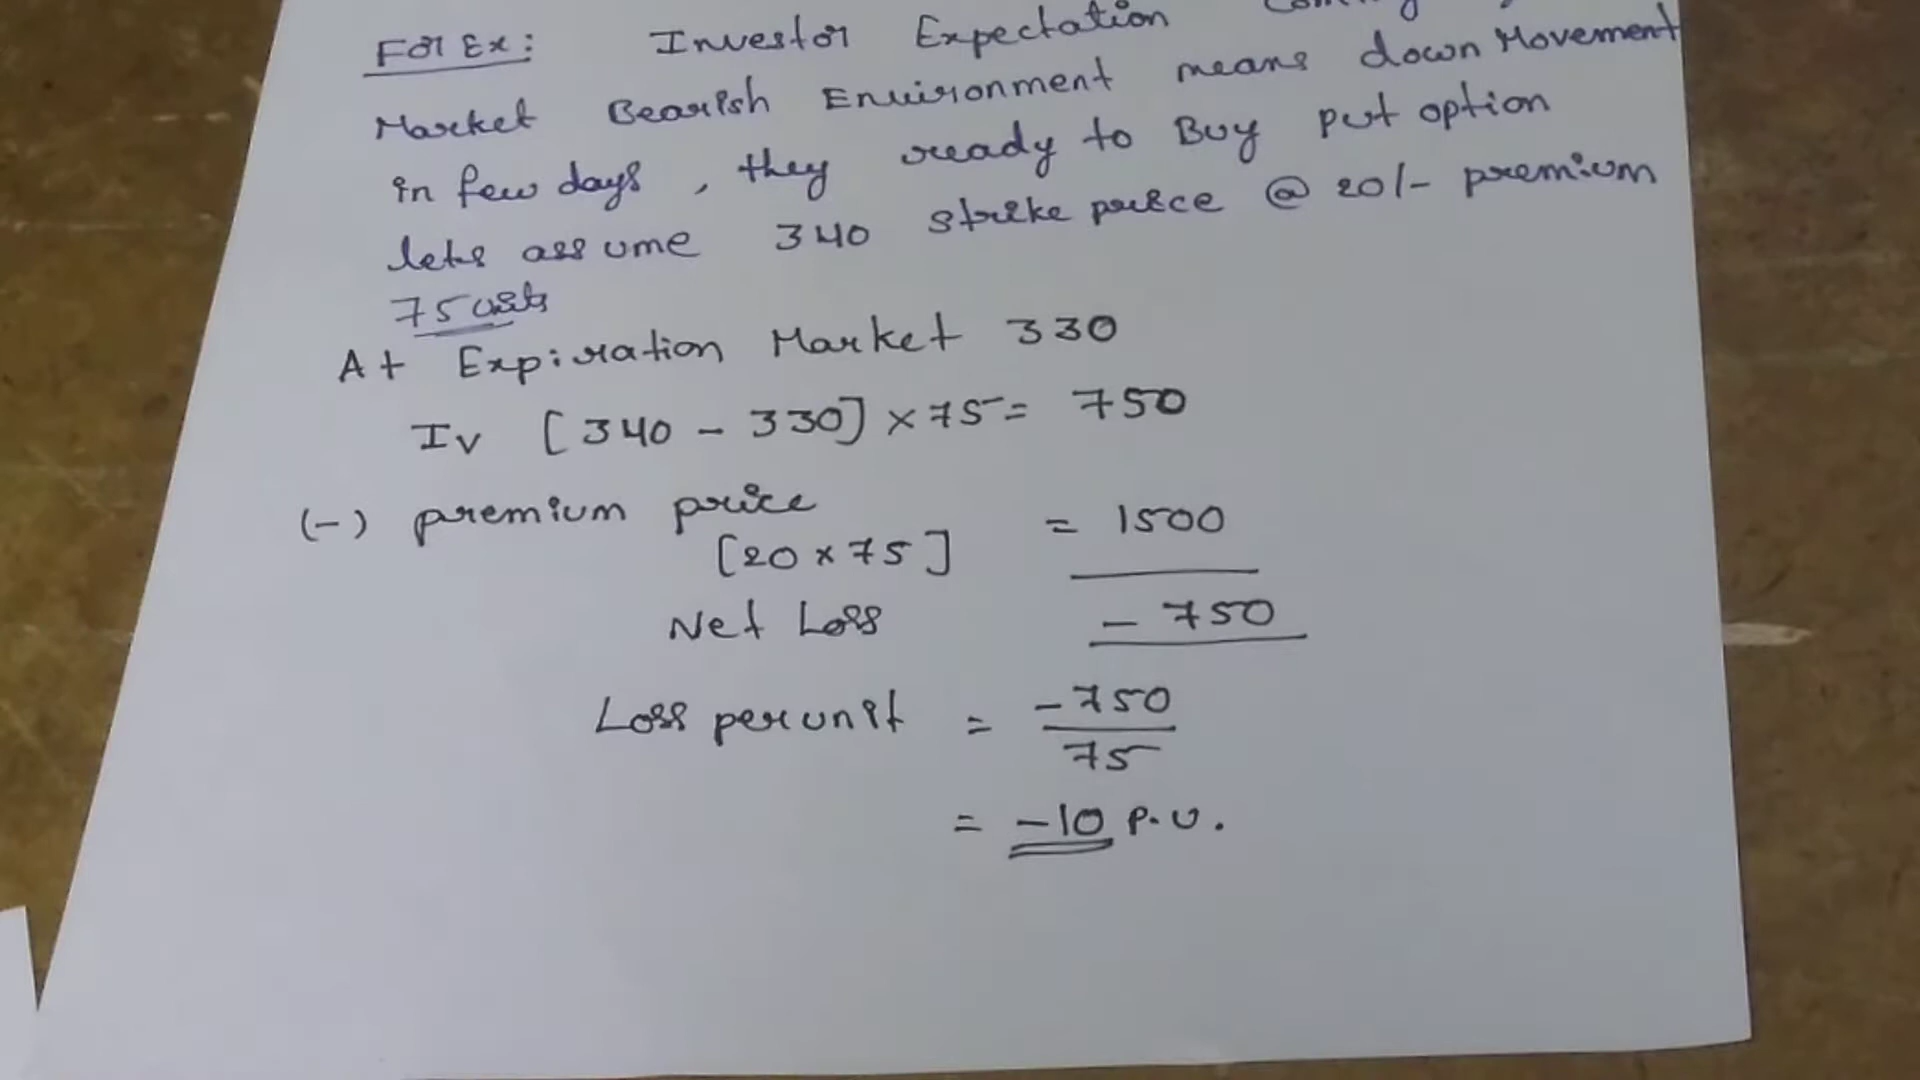 For Ex: Investor Expectation
Market Bearish Environment means down Movement
in few days, they ready to Buy put option
lets assume 340 strike price @ 20/- premium
75 units
At Expiration Market 330
Iv [340 - 330] × 75 = 750
(-) premium price = 1500
[20 × 75]
Net Loss - 750
Loss per unit = -750
75
= -10 P.U.